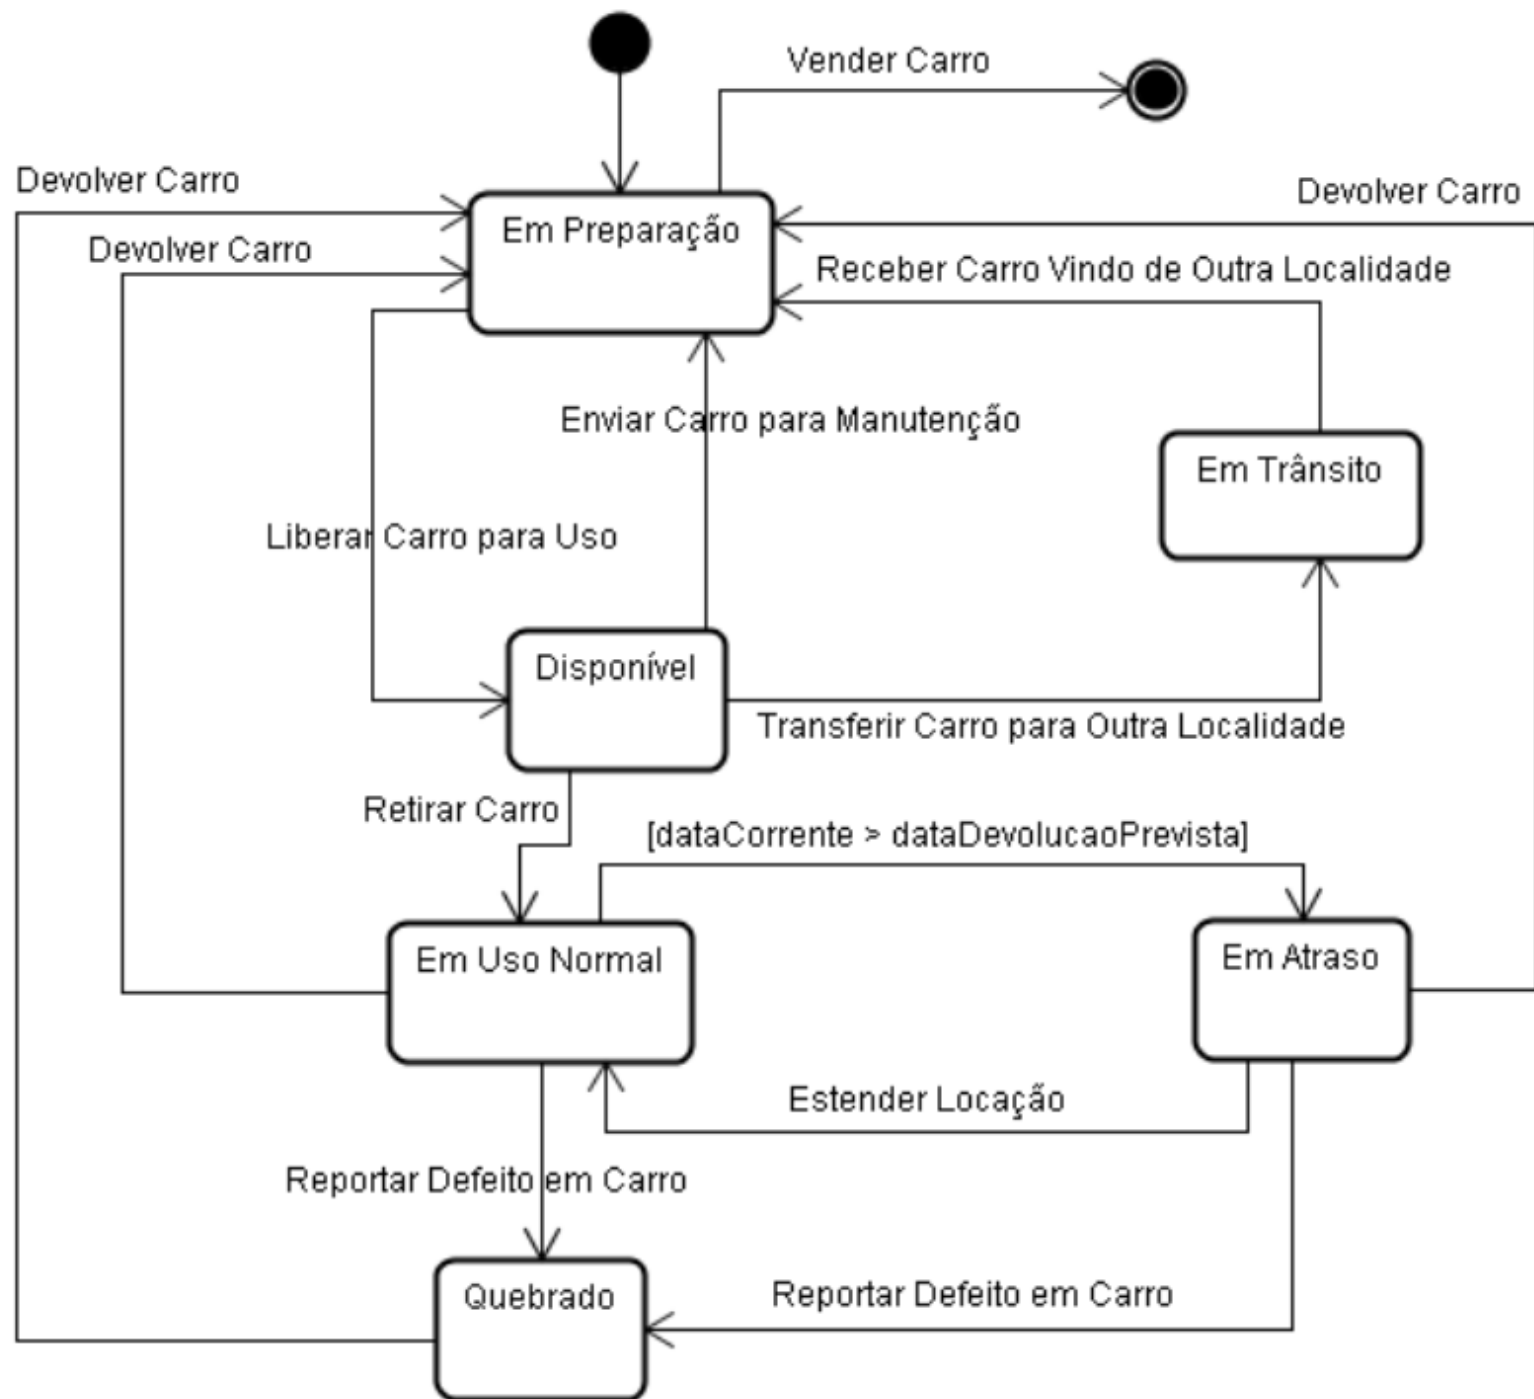 Vender Carro
Devolver Carro
Devolver Carro
Em Preparação
Devolver Carro
Receber Carro Vindo de Outra Localidade
Enviar Carro para Manutenção
Em Trânsito
Liberar Carro para Uso
Disponível
Transferir Carro para Outra Localidade
Retirar Carro
[dataCorrente > dataDevolucaoPrevista]
Em Uso Normal
Em Atraso
Estender Locação
Reportar Defeito em Carro
Quebrado
Reportar Defeito em Carro